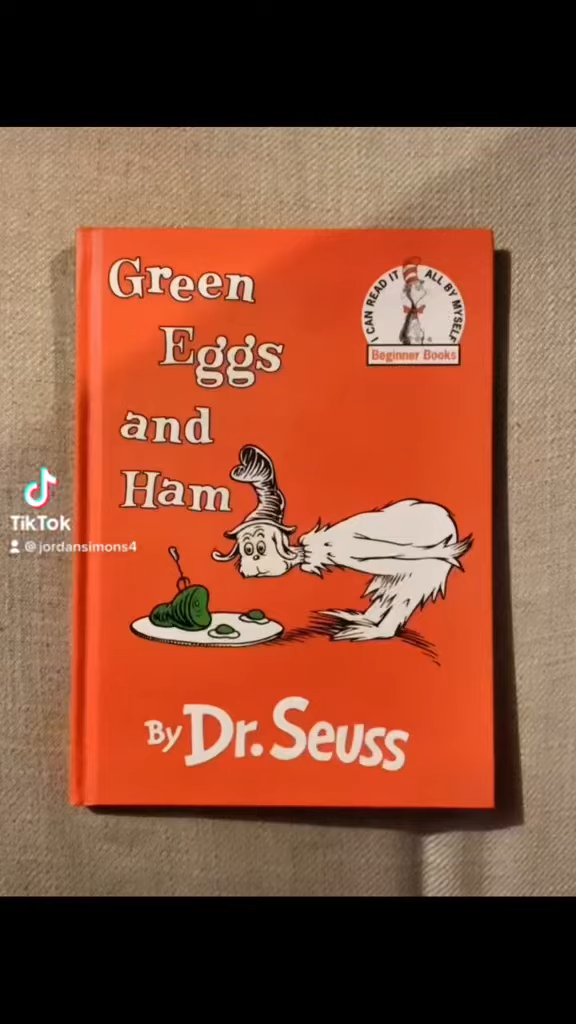 Green
Eggs
and
Ham
I CAN READ IT ALL BY MYSELF
Beginner Books
TikTok
@jordansimons4
By Dr. Seuss